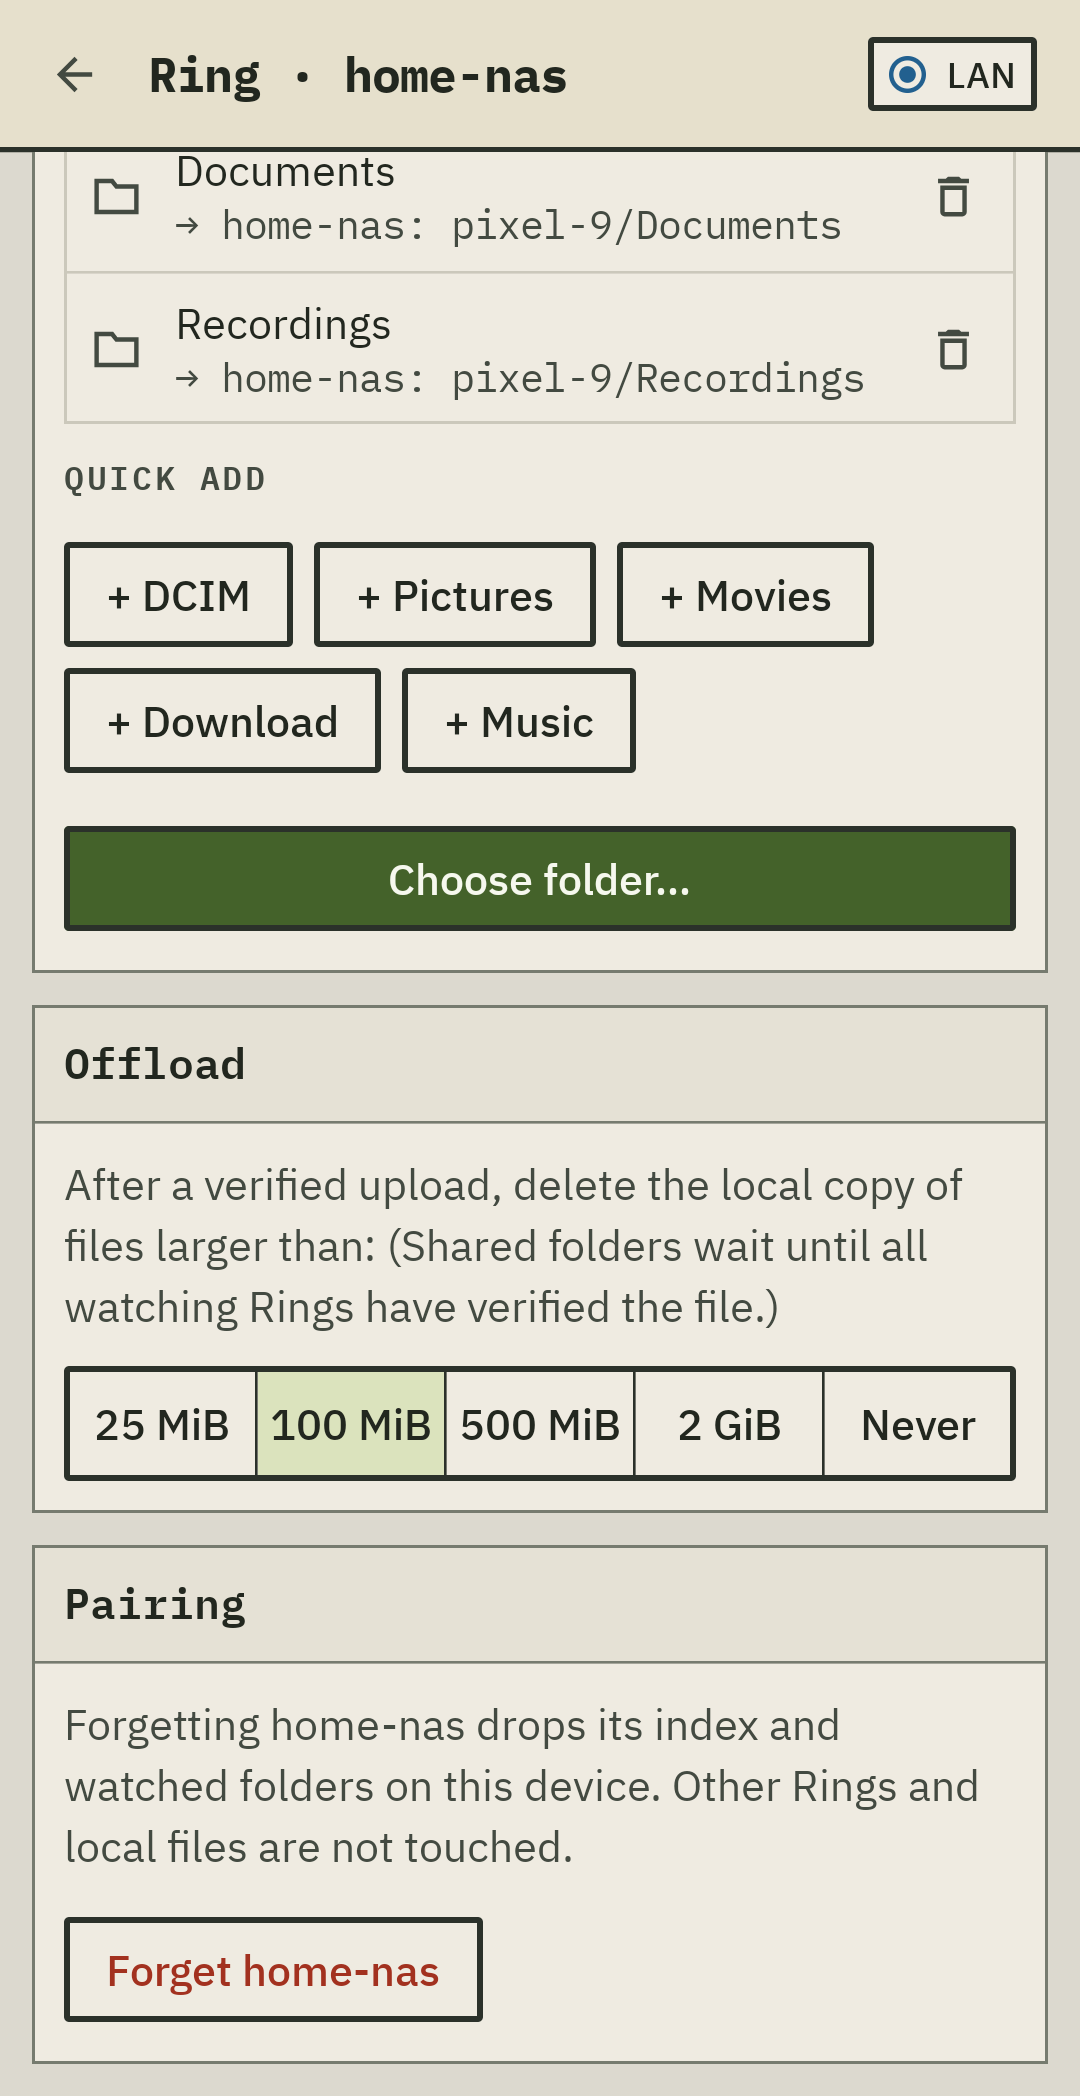 Ring · home-nas
LAN
Documents
→ home-nas: pixel-9/Documents
Recordings
→ home-nas: pixel-9/Recordings
QUICK ADD
+ DCIM
+ Pictures
+ Movies
+ Download
+ Music
Choose folder…
Offload
After a verified upload, delete the local copy of
files larger than: (Shared folders wait until all
watching Rings have verified the file.)
25 MiB
100 MiB
500 MiB
2 GiB
Never
Pairing
Forgetting home-nas drops its index and
watched folders on this device. Other Rings and
local files are not touched.
Forget home-nas